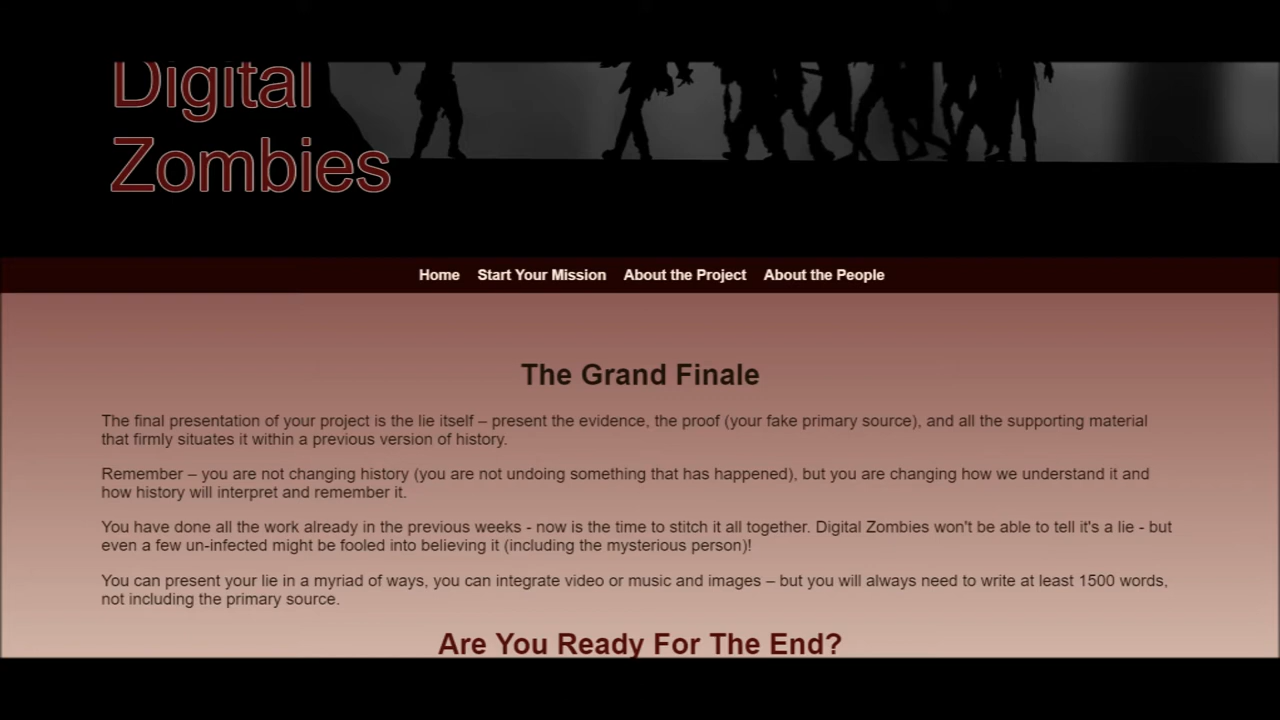 Digital
Zombies
Home Start Your Mission About the Project About the People
The Grand Finale
The final presentation of your project is the lie itself – present the evidence, the proof (your fake primary source), and all the supporting material
that firmly situates it within a previous version of history.
Remember – you are not changing history (you are not undoing something that has happened), but you are changing how we understand it and
how history will interpret and remember it.
You have done all the work already in the previous weeks - now is the time to stitch it all together. Digital Zombies won't be able to tell it's a lie - but
even a few un-infected might be fooled into believing it (including the mysterious person)!
You can present your lie in a myriad of ways, you can integrate video or music and images – but you will always need to write at least 1500 words,
not including the primary source.
Are You Ready For The End?